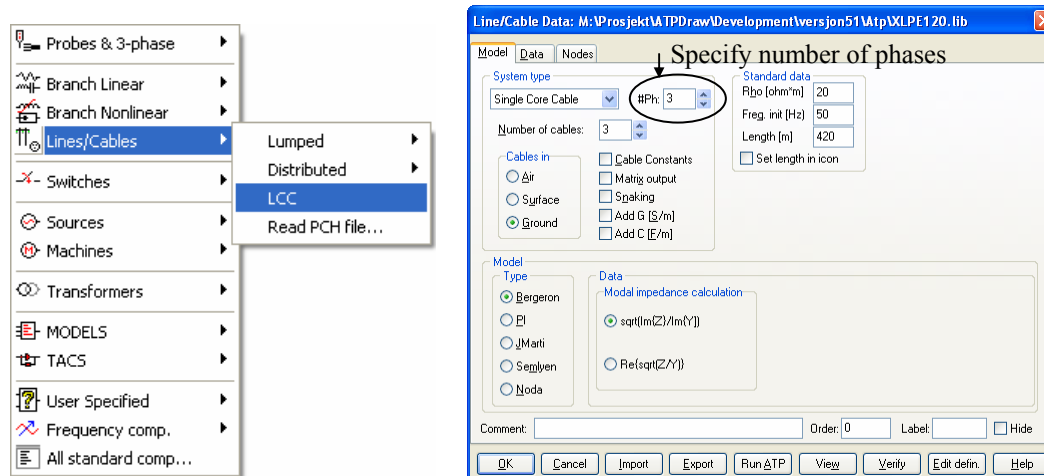 Probes & 3-phase
Branch Linear
Branch Nonlinear
Lines/Cables
Switches
Sources
Machines
Transformers
MODELS
TACS
User Specified
Frequency comp.
All standard comp...
Lumped
Distributed
LCC
Read PCH file...
Line/Cable Data: M:\Prosjekt\ATPDraw\Development\versjon51\Atp\XLPE120.lib
Model Data Nodes
Specify number of phases
System type
Single Core Cable #Ph: 3
Number of cables: 3
Cables in
Air
Surface
Ground
Cable Constants
Matrix output
Snaking
Add G [S/m]
Add C [F/m]
Standard data
Rho [ohm*m] 20
Freq. init [Hz] 50
Length [m] 420
Set length in icon
Model
Type
Bergeron
PI
JMarti
Semlyen
Noda
Data
Modal impedance calculation
sqrt(Im{Z}/Im{Y})
Re{sqrt(Z/Y)}
Comment: Order: 0 Label: Hide
OK Cancel Import Export Run ATP View Verify Edit defin. Help